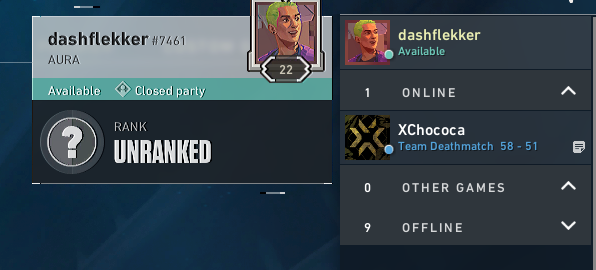 dashflekker #7461
AURA
22
Available Closed party
?
RANK
UNRANKED
dashflekker
Available
1 ONLINE
XChococa
Team Deathmatch 58 - 51
0 OTHER GAMES
9 OFFLINE